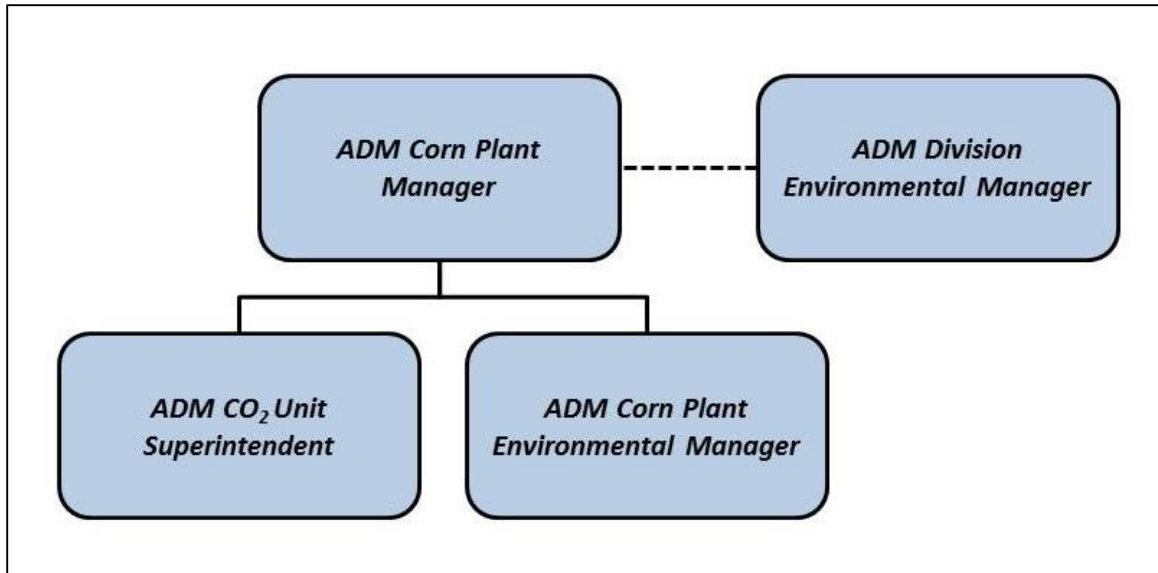 ADM Corn Plant
Manager
ADM Division
Environmental Manager
ADM CO₂ Unit
Superintendent
ADM Corn Plant
Environmental Manager